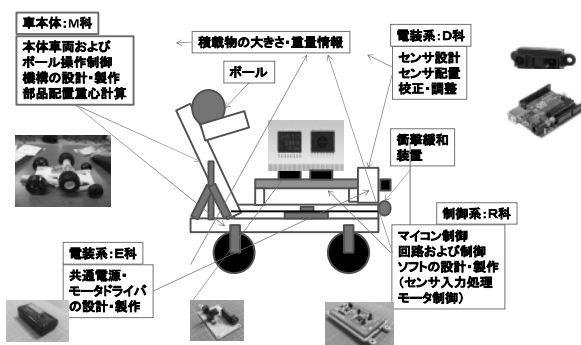 車本体：M科
本体車両および
ボール操作制御
機構の設計・製作
部品配置重心計算
積載物の大きさ・重量情報
ボール
電装系：D科
センサ設計
センサ配置
校正・調整
衝撃緩和
装置
制御系：R科
マイコン制御
回路および制御
ソフトの設計・製作
（センサ入力処理
モータ制御）
電装系：E科
共通電源・
モータドライバ
の設計・製作